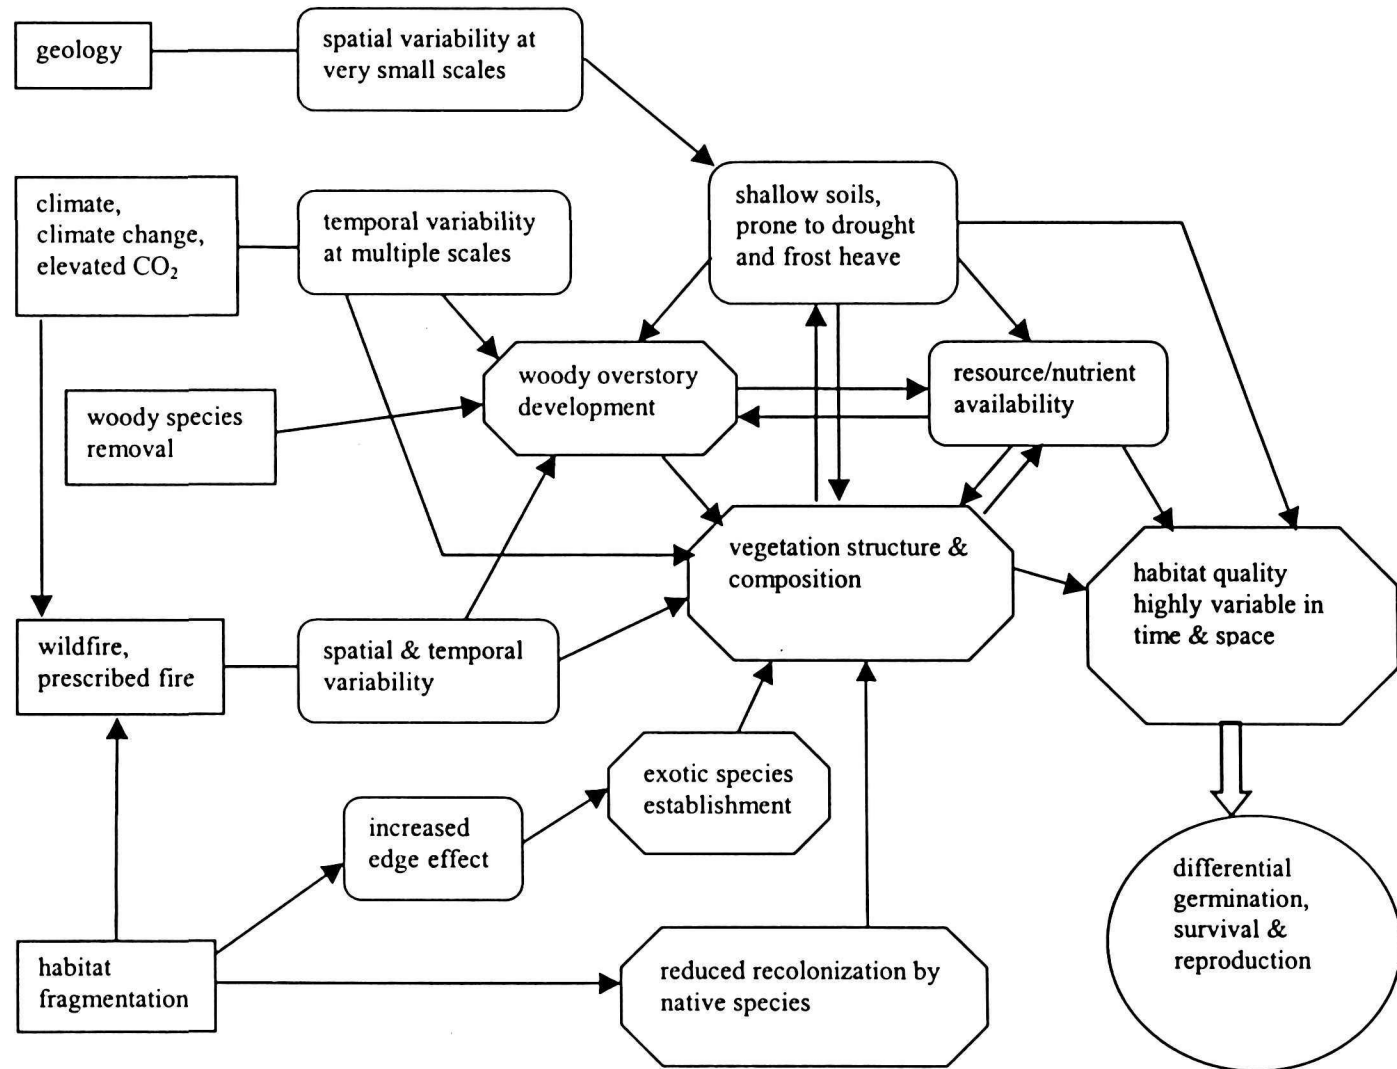 geology
spatial variability at
very small scales
climate,
climate change,
elevated CO₂
temporal variability
at multiple scales
shallow soils,
prone to drought
and frost heave
woody species
removal
woody overstory
development
resource/nutrient
availability
vegetation structure &
composition
habitat quality
highly variable in
time & space
wildfire,
prescribed fire
spatial & temporal
variability
exotic species
establishment
increased
edge effect
differential
germination,
survival &
reproduction
habitat
fragmentation
reduced recolonization by
native species